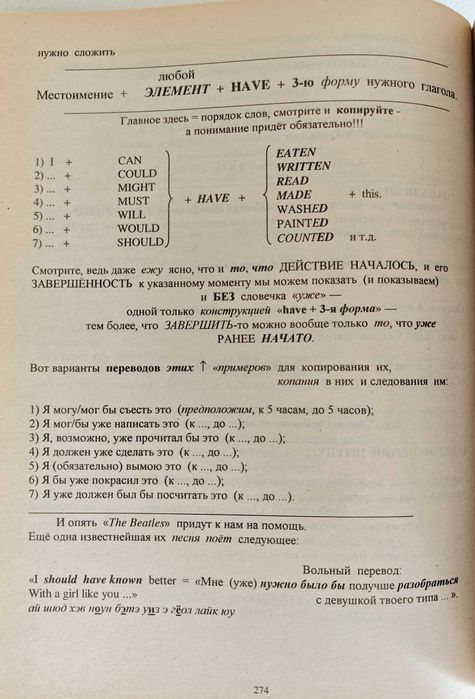 нужно сложить
любой
Местоимение + ЭЛЕМЕНТ + HAVE + 3-ю форму нужного глагола.
Главное здесь = порядок слов, смотрите и копируйте -
а понимание придёт обязательно!!!
1) I + CAN
2) ... + COULD
3) ... + MIGHT
4) ... + MUST
5) ... + WILL
6) ... + WOULD
7) ... + SHOULD
+ HAVE +
EATEN
WRITTEN
READ
MADE + this.
WASHED
PAINTED
COUNTED и т.д.
Смотрите, ведь даже ежу ясно, что и то, что ДЕЙСТВИЕ НАЧАЛОСЬ, и его
ЗАВЕРШЁННОСТЬ к указанному моменту мы можем показать (и показываем)
и БЕЗ словечка «уже» —
одной только конструкцией «have + 3-я форма» —
тем более, что ЗАВЕРШИТЬ-то можно вообще только то, что уже
РАНЕЕ НАЧАТО.
Вот варианты переводов этих ↑ «примеров» для копирования их,
копания в них и следования им:
1) Я могу/мог бы съесть это (предположим, к 5 часам, до 5 часов);
2) Я мог/бы уже написать это (к ..., до ...);
3) Я, возможно, уже прочитал бы это (к ..., до ...);
4) Я должен уже сделать это (к ..., до ...);
5) Я (обязательно) вымою это (к ..., до ...);
6) Я бы уже покрасил это (к ..., до ...);
7) Я уже должен был бы посчитать это (к ..., до ...).
И опять «The Beatles» придут к нам на помощь.
Ещё одна известнейшая их песня поёт следующее:
Вольный перевод:
«I should have known better = «Мне (уже) нужно было бы получше разобраться
With a girl like you ...» с девушкой твоего типа ...».
ай шюд хэв ноун бэтэ уиз э гёол лайк юу
274